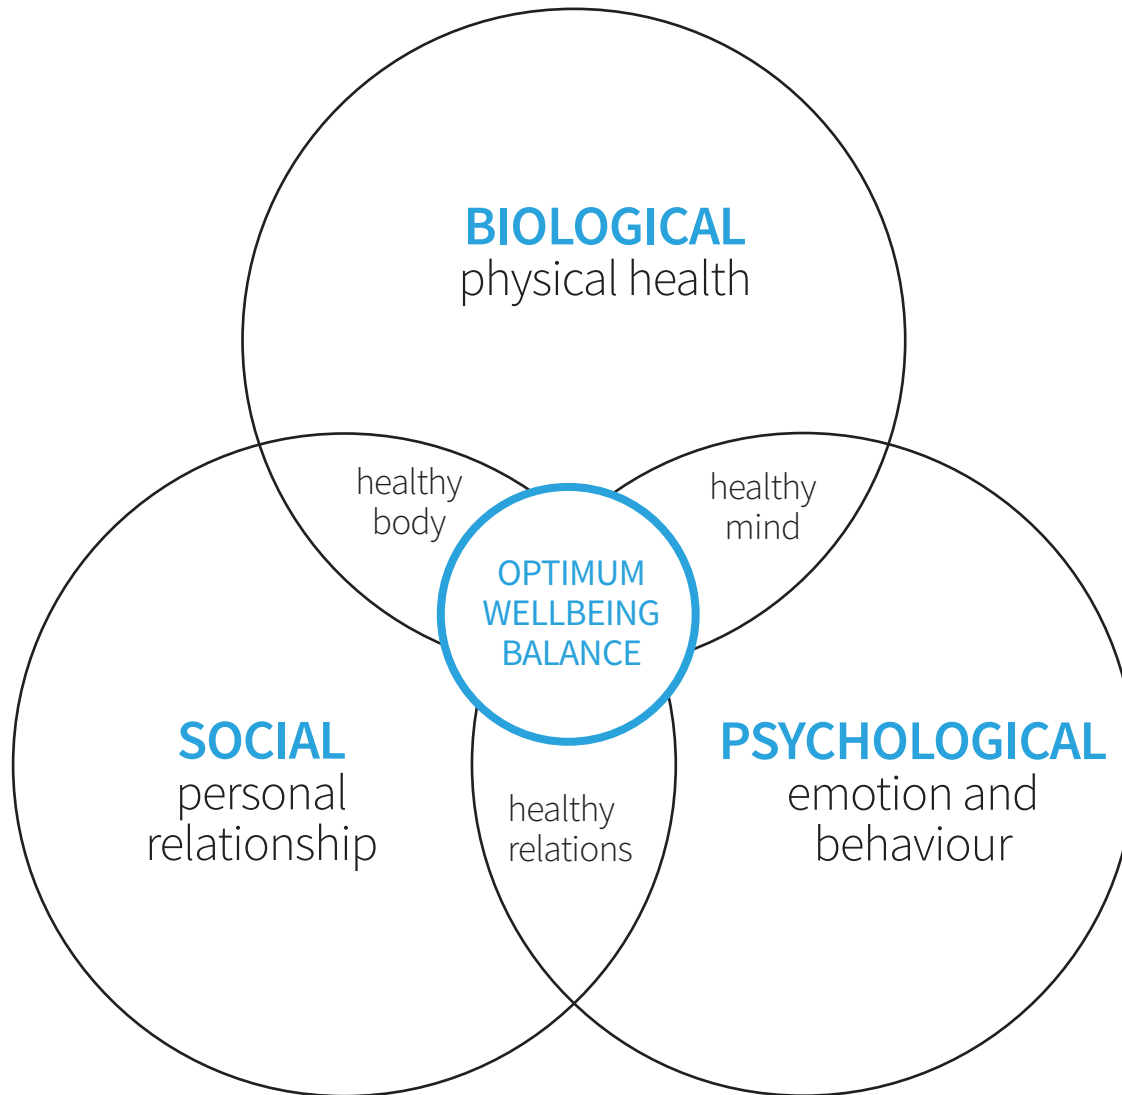 BIOLOGICAL
physical health
healthy
body
healthy
mind
OPTIMUM
WELLBEING
BALANCE
SOCIAL
personal
relationship
PSYCHOLOGICAL
emotion and
behaviour
healthy
relations